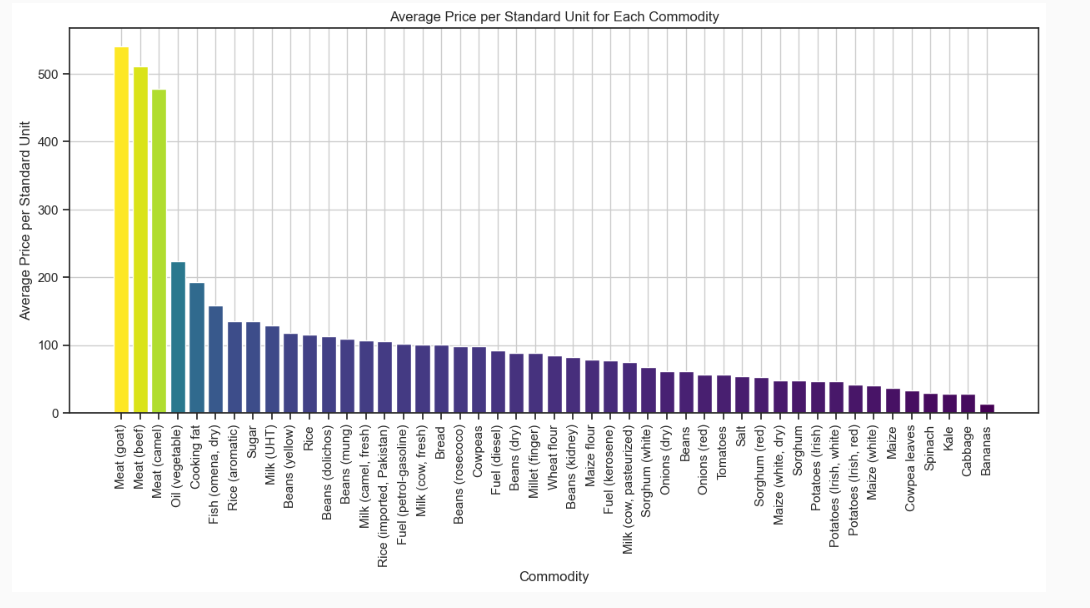 Average Price per Standard Unit for Each Commodity
Average Price per Standard Unit
500
400
300
200
100
0
Meat (goat)
Meat (beef)
Meat (camel)
Oil (vegetable)
Cooking fat
Fish (omena, dry)
Rice (aromatic)
Sugar
Milk (UHT)
Beans (yellow)
Rice
Beans (dolichos)
Beans (mung)
Milk (camel, fresh)
Rice (imported, Pakistan)
Fuel (petrol-gasoline)
Milk (cow, fresh)
Bread
Beans (rosecoco)
Cowpeas
Fuel (diesel)
Beans (dry)
Millet (finger)
Wheat flour
Beans (kidney)
Maize flour
Fuel (kerosene)
Milk (cow, pasteurized)
Sorghum (white)
Onions (dry)
Beans
Onions (red)
Tomatoes
Salt
Sorghum (red)
Maize (white, dry)
Sorghum
Potatoes (Irish)
Potatoes (Irish, white)
Potatoes (Irish, red)
Maize (white)
Maize
Cowpea leaves
Spinach
Kale
Cabbage
Bananas
Commodity